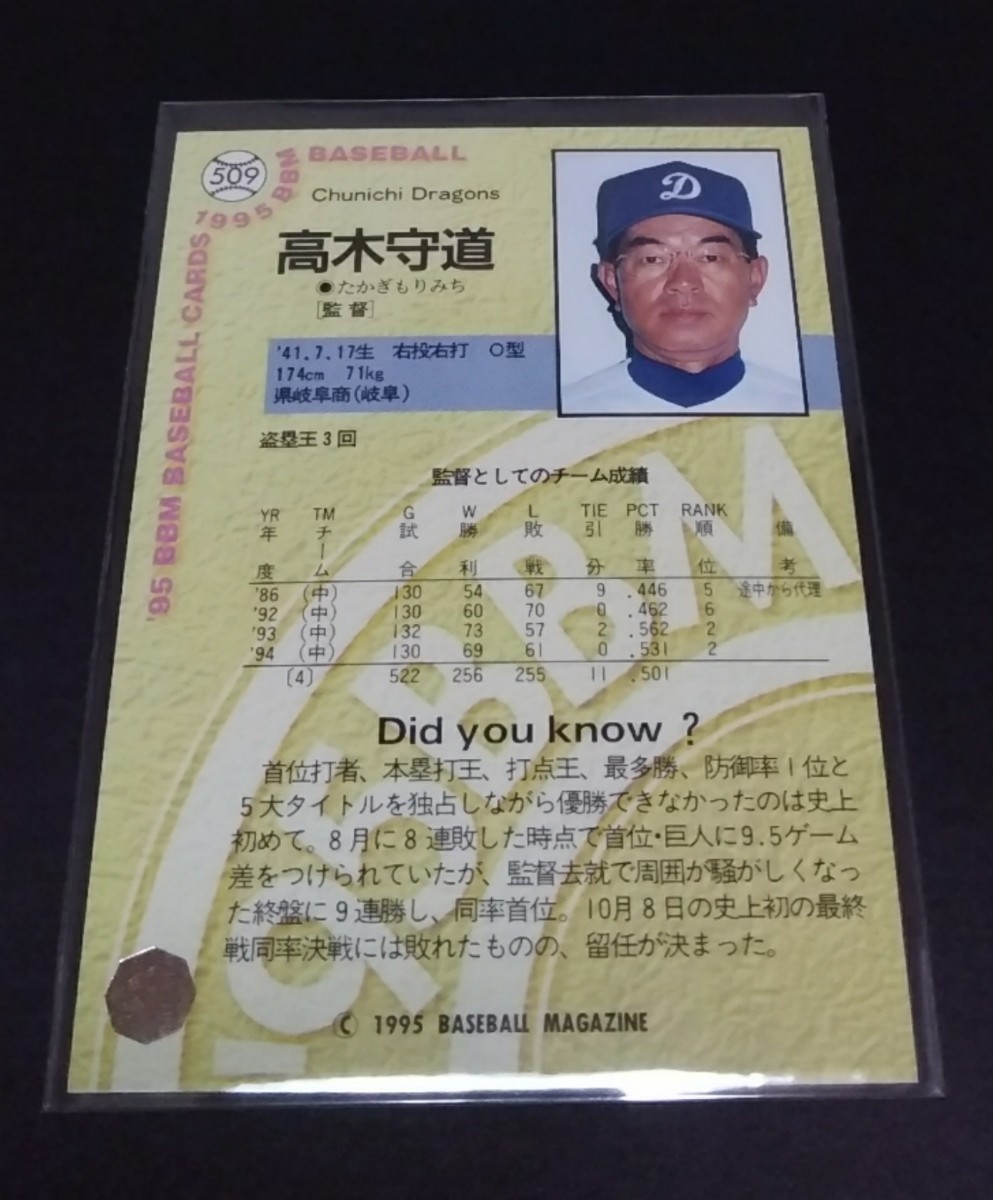 509
1995 BBM BASEBALL
'95 BBM BASEBALL CARDS
Chunichi Dragons
D
高木守道
●たかぎもりみち
[監督]
'41.7.17生 右投右打 O型
174cm 71kg
県岐阜商(岐阜)
盗塁王3回
監督としてのチーム成績
YR TM G W L TIE PCT RANK
年度 チーム 試合 勝利 敗戦 引分 勝率 順位 備考
'86 (中) 130 54 67 9 .446 5 途中から代理
'92 (中) 130 60 70 0 .462 6
'93 (中) 132 73 57 2 .562 2
'94 (中) 130 69 61 0 .531 2
〔4〕 522 256 255 11 .501
Did you know ?
首位打者、本塁打王、打点王、最多勝、防御率1位と
5大タイトルを独占しながら優勝できなかったのは史上
初めて。8月に8連敗した時点で首位・巨人に9.5ゲーム
差をつけられていたが、監督去就で周囲が騒がしくなっ
た終盤に9連勝し、同率首位。10月8日の史上初の最終
戦同率決戦には敗れたものの、留任が決まった。
'95 BBM
© 1995 BASEBALL MAGAZINE